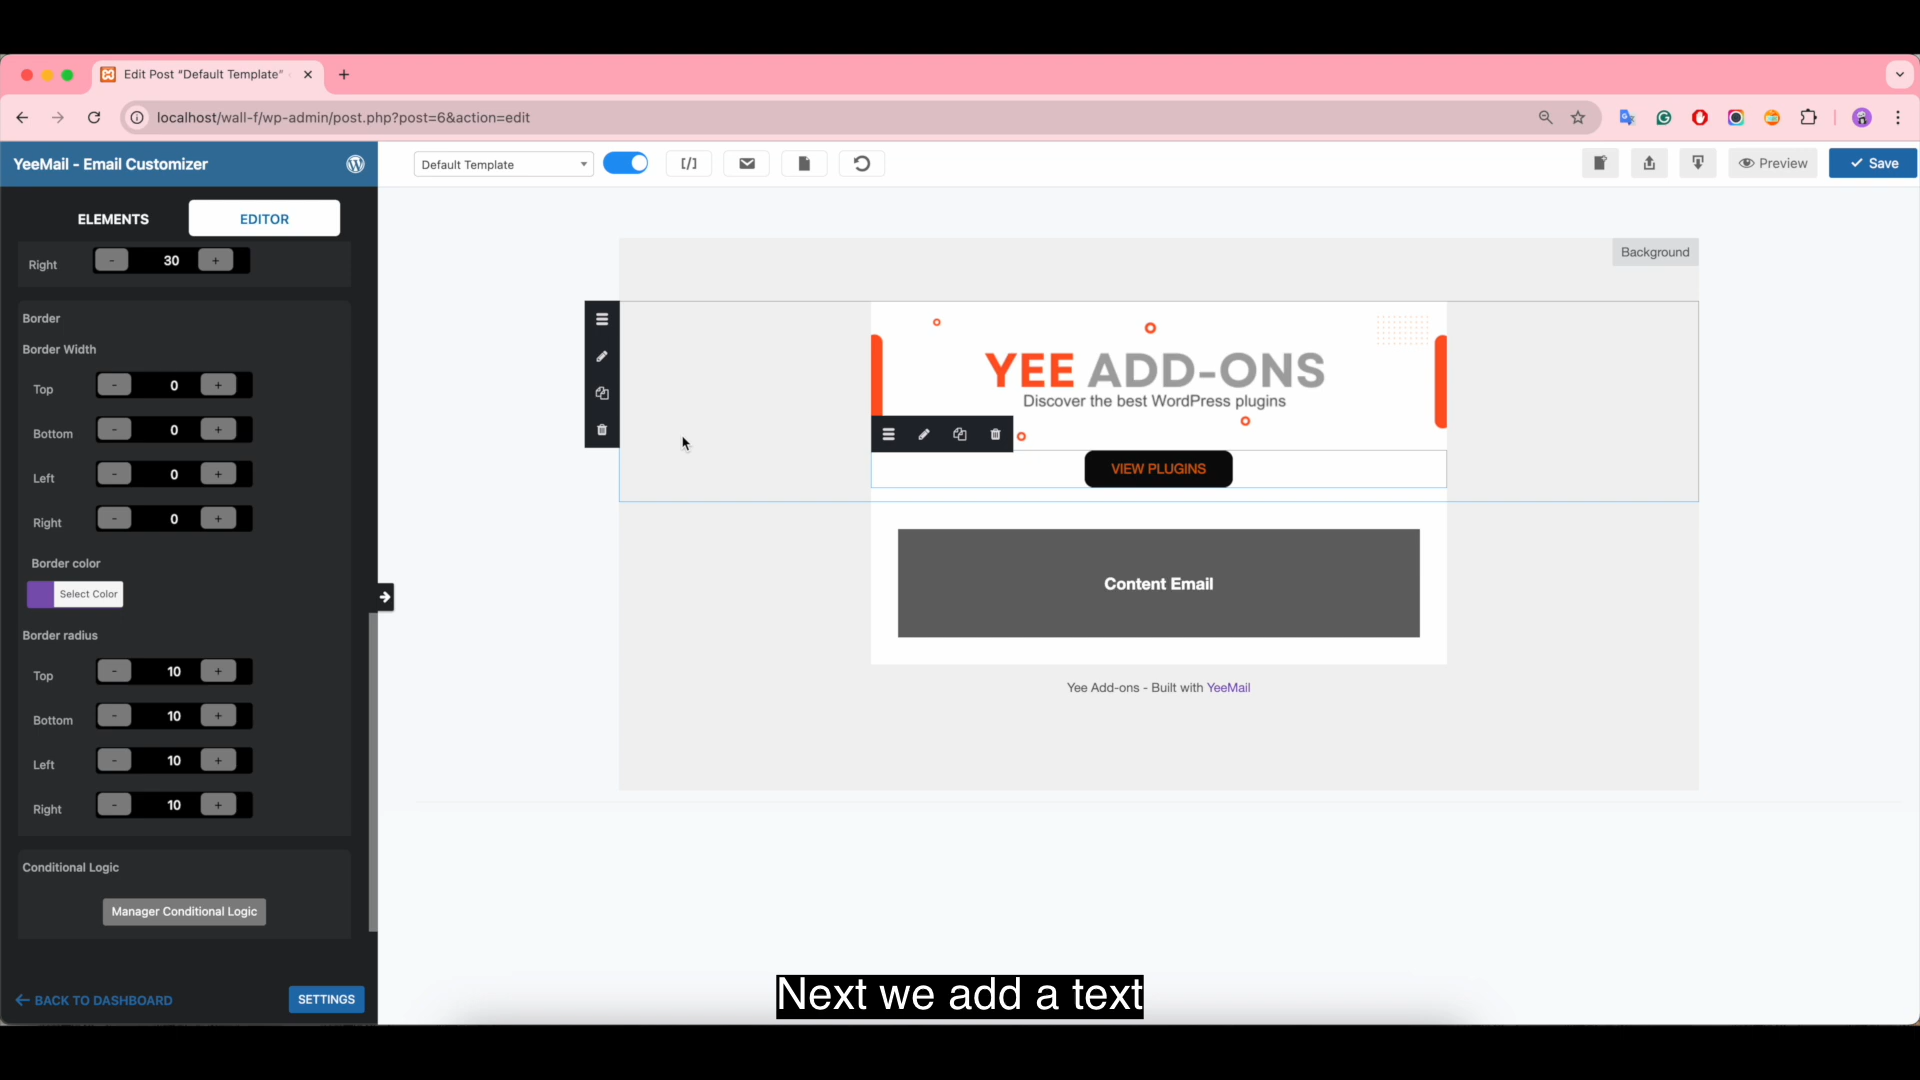 Edit Post “Default Template”
localhost/wall-f/wp-admin/post.php?post=6&action=edit
YeeMail - Email Customizer
Default Template
[/]
Preview
Save
ELEMENTS
EDITOR
Right
- 30 +
Border
Border Width
Top
- 0 +
Bottom
- 0 +
Left
- 0 +
Right
- 0 +
Border color
Select Color
Border radius
Top
- 10 +
Bottom
- 10 +
Left
- 10 +
Right
- 10 +
Conditional Logic
Manager Conditional Logic
BACK TO DASHBOARD
SETTINGS
Background
YEE ADD-ONS
Discover the best WordPress plugins
VIEW PLUGINS
Content Email
Yee Add-ons - Built with YeeMail
Next we add a text